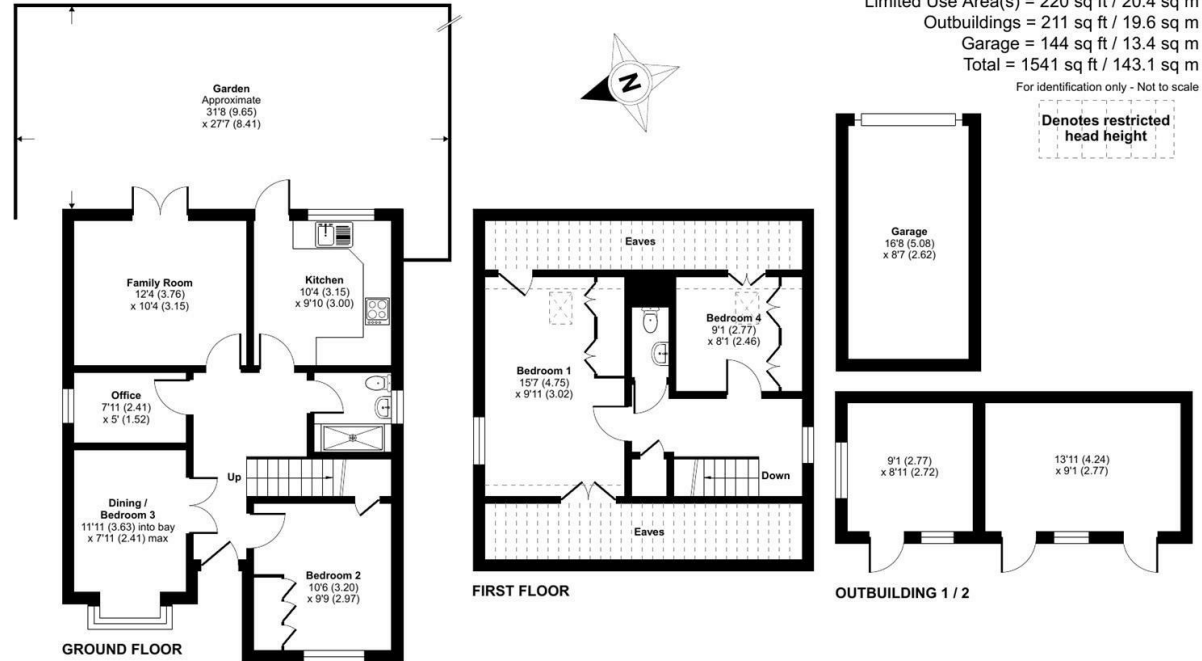 Limited Use Area(s) = 220 sq ft / 20.4 sq m
Outbuildings = 211 sq ft / 19.6 sq m
Garage = 144 sq ft / 13.4 sq m
Total = 1541 sq ft / 143.1 sq m
For identification only - Not to scale
Denotes restricted
head height
N
Garden
Approximate
31'8 (9.65)
x 27'7 (8.41)
Family Room
12'4 (3.76)
x 10'4 (3.15)
Kitchen
10'4 (3.15)
x 9'10 (3.00)
Office
7'11 (2.41)
x 5' (1.52)
Up
Dining /
Bedroom 3
11'11 (3.63) into bay
x 7'11 (2.41) max
Bedroom 2
10'6 (3.20)
x 9'9 (2.97)
GROUND FLOOR
Eaves
Bedroom 1
15'7 (4.75)
x 9'11 (3.02)
Bedroom 4
9'1 (2.77)
x 8'1 (2.46)
Down
Eaves
FIRST FLOOR
Garage
16'8 (5.08)
x 8'7 (2.62)
9'1 (2.77)
x 8'11 (2.72)
13'11 (4.24)
x 9'1 (2.77)
OUTBUILDING 1 / 2